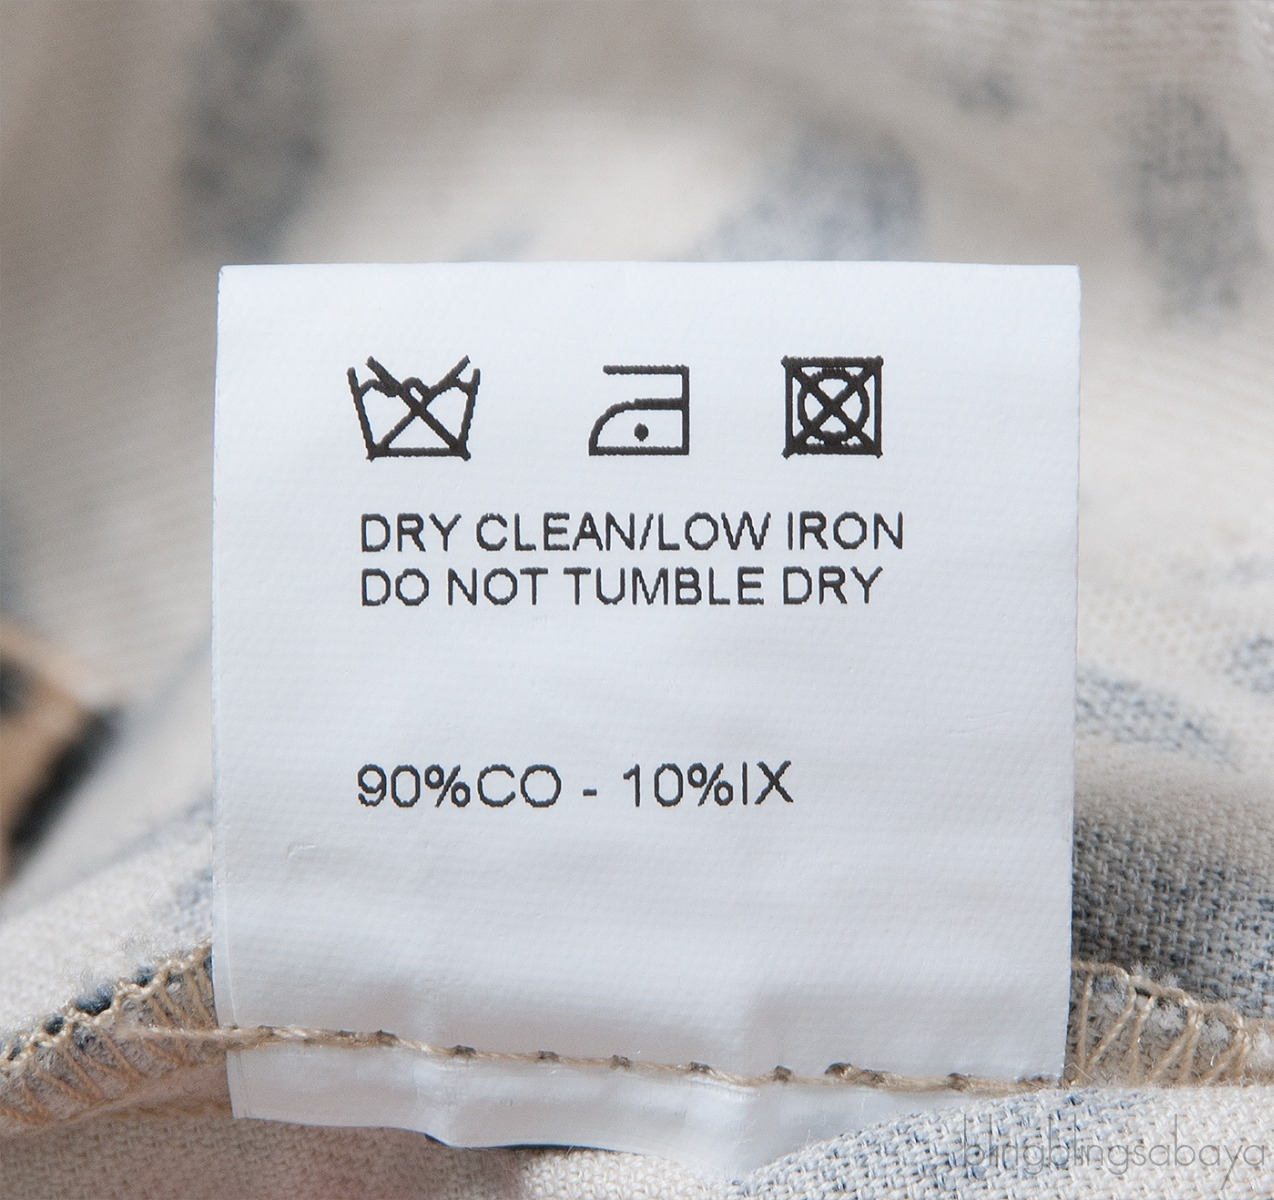 DRY CLEAN/LOW IRON
DO NOT TUMBLE DRY
90%CO - 10%IX
blingblingsabaya